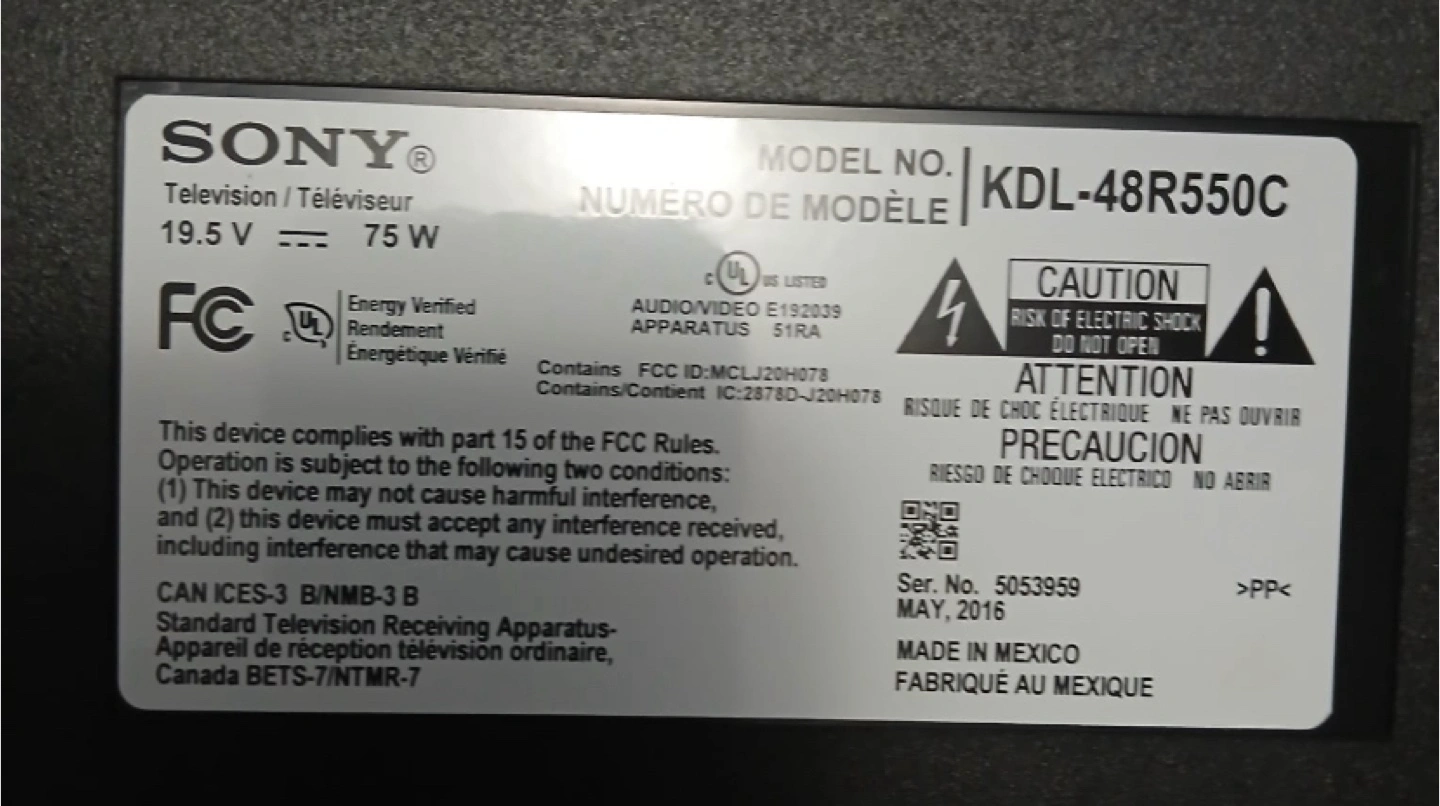 SONY®
Television / Téléviseur
19.5 V ⎓ 75 W
MODEL NO.
NUMÉRO DE MODÈLE
KDL-48R550C
FC
c UL
Energy Verified
Rendement
Énergétique Vérifié
c UL US LISTED
AUDIO/VIDEO E192039
APPARATUS 51RA
Contains FCC ID:MCLJ20H078
Contains/Contient IC:2878D-J20H078
CAUTION
RISK OF ELECTRIC SHOCK
DO NOT OPEN
ATTENTION
RISQUE DE CHOC ÉLECTRIQUE NE PAS OUVRIR
PRECAUCION
RIESGO DE CHOQUE ELECTRICO NO ABRIR
This device complies with part 15 of the FCC Rules.
Operation is subject to the following two conditions:
(1) This device may not cause harmful interference,
and (2) this device must accept any interference received,
including interference that may cause undesired operation.
CAN ICES-3 B/NMB-3 B
Standard Television Receiving Apparatus-
Appareil de réception télévision ordinaire,
Canada BETS-7/NTMR-7
Ser. No. 5053959
MAY, 2016
>PP<
MADE IN MEXICO
FABRIQUÉ AU MEXIQUE